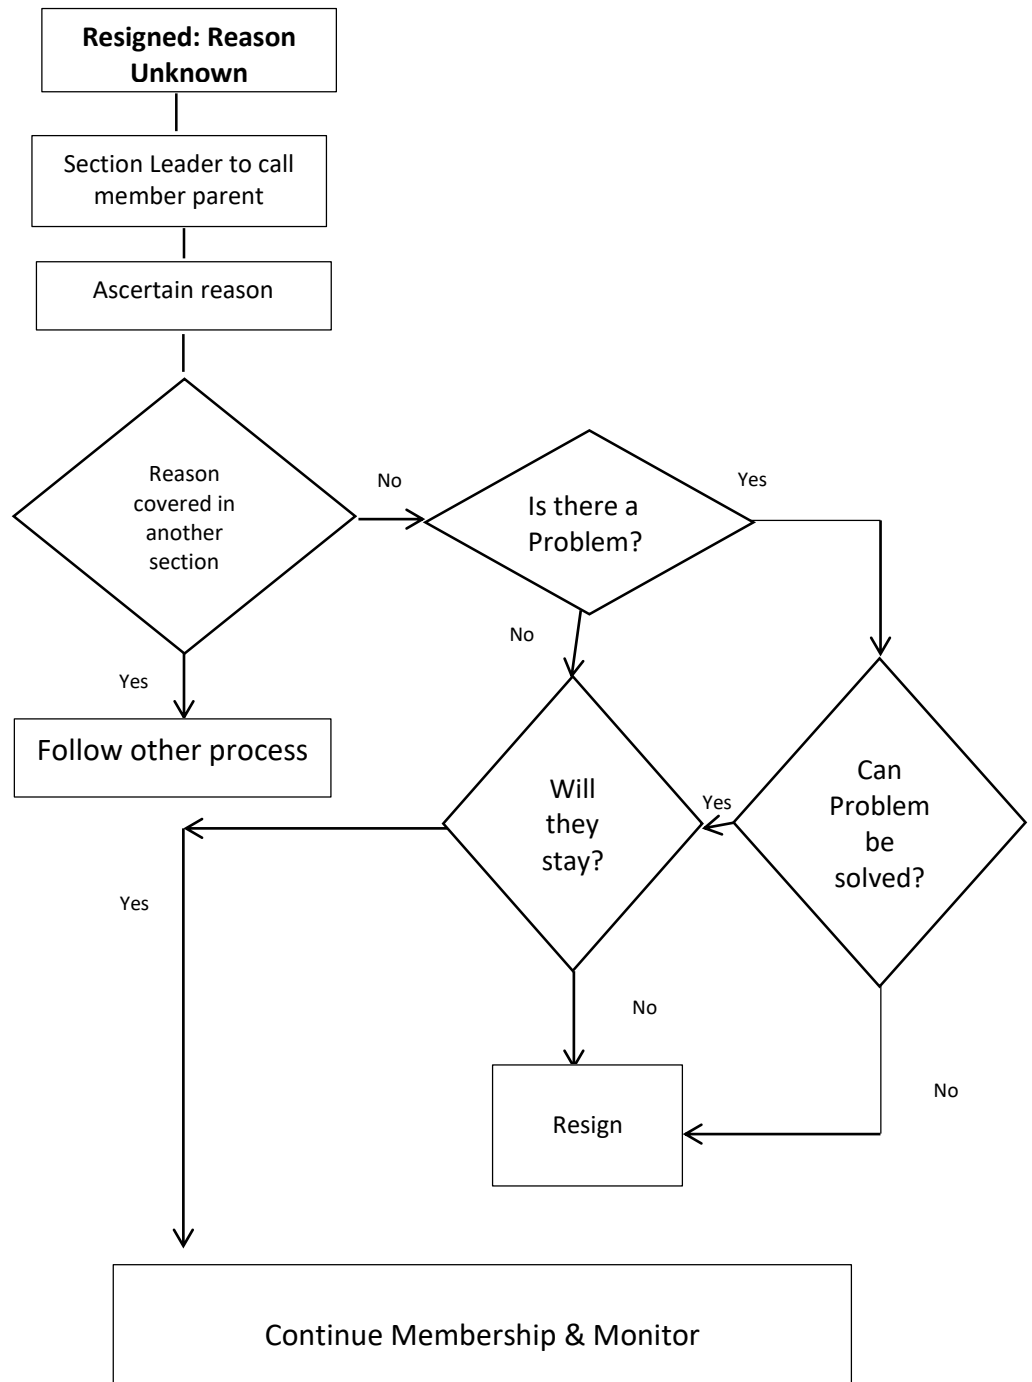 Resigned: Reason
Unknown
Section Leader to call
member parent
Ascertain reason
Reason
covered in
another
section
No
Is there a
Problem?
Yes
No
Yes
Follow other process
Will
they
stay?
Yes
Can
Problem
be
solved?
Yes
No
No
Resign
Continue Membership & Monitor